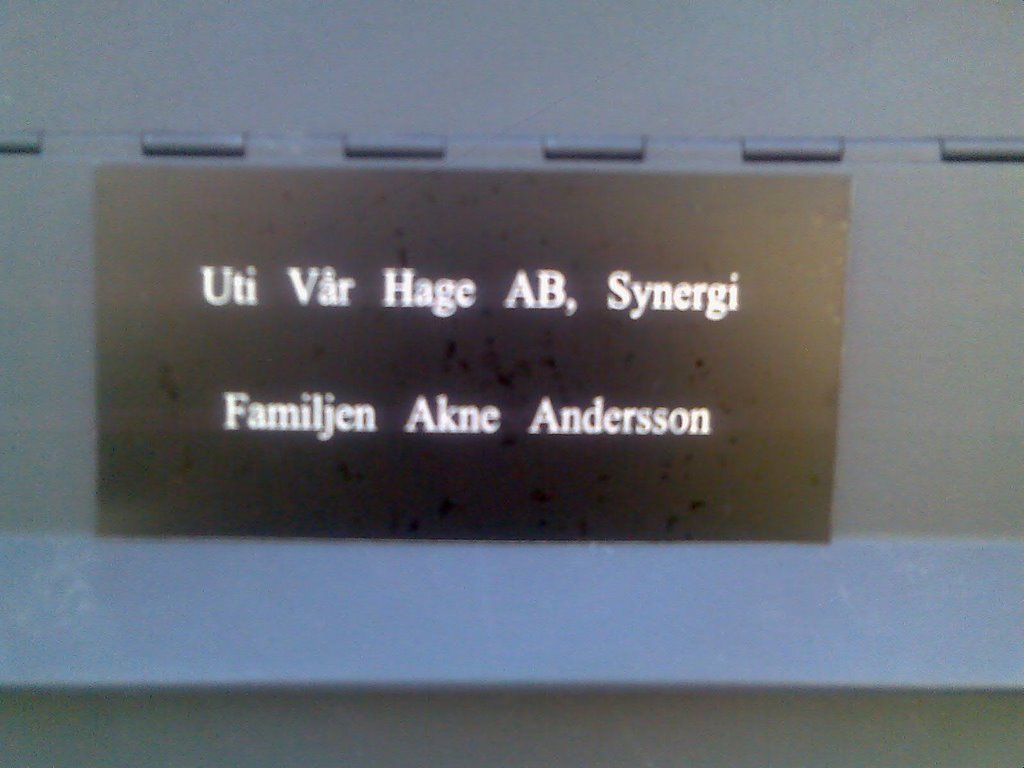 Uti Vår Hage AB, Synergi
Familjen Akne Andersson